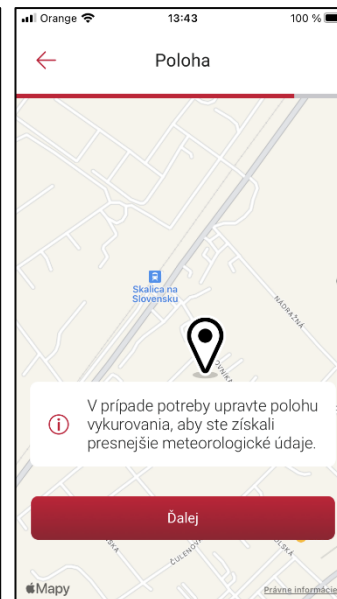 Orange 13:43 100 %
Poloha
Skalica na
Slovensku
NÁDRAŽNÁ
V prípade potreby upravte polohu
vykurovania, aby ste získali
presnejšie meteorologické údaje.
Ďalej
Mapy
Právne informácie